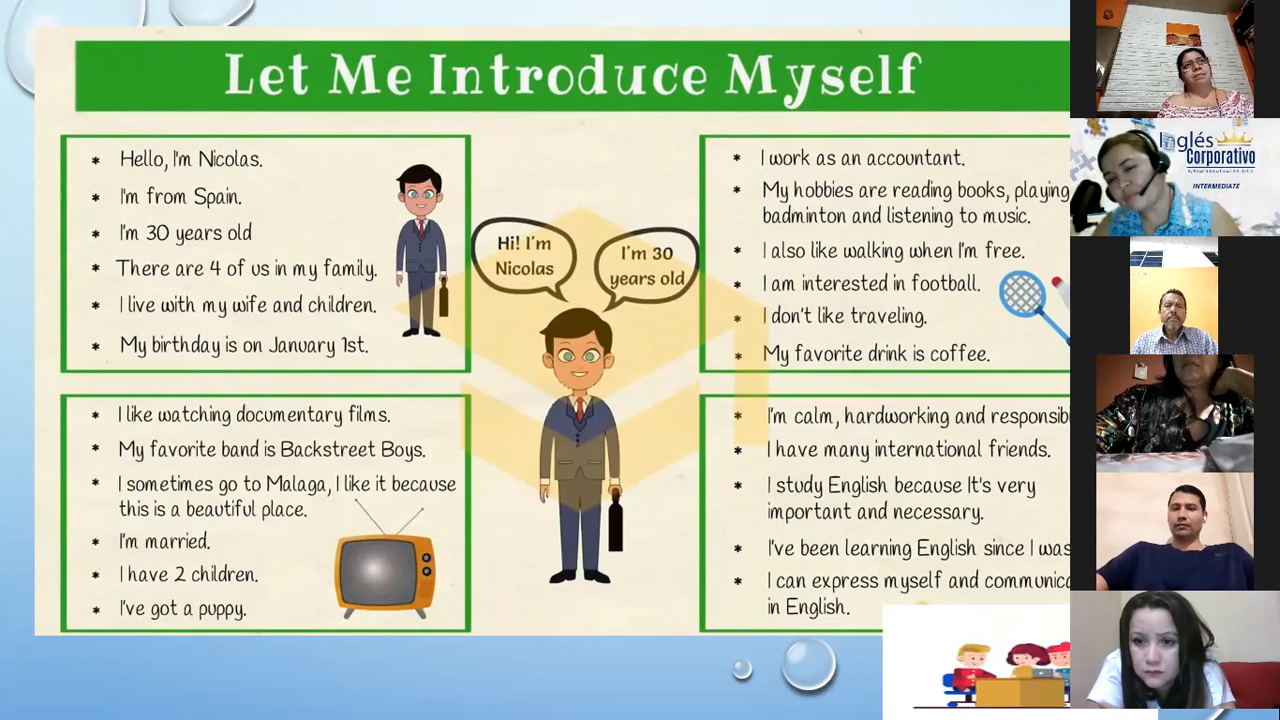 Let Me Introduce Myself
* Hello, I'm Nicolas.
* I'm from Spain.
* I'm 30 years old
* There are 4 of us in my family.
* I live with my wife and children.
* My birthday is on January 1st.
Hi! I'm
Nicolas
I'm 30
years old
* I work as an accountant.
* My hobbies are reading books, playing
badminton and listening to music.
* I also like walking when I'm free.
* I am interested in football.
* I don't like traveling.
* My favorite drink is coffee.
* I like watching documentary films.
* My favorite band is Backstreet Boys.
* I sometimes go to Malaga, I like it because
this is a beautiful place.
* I'm married.
* I have 2 children.
* I've got a puppy.
* I'm calm, hardworking and responsib
* I have many international friends.
* I study English because It's very
important and necessary.
* I've been learning English since I was
* I can express myself and communica
in English.
Inglés
Corporativo
INTERMEDIATE